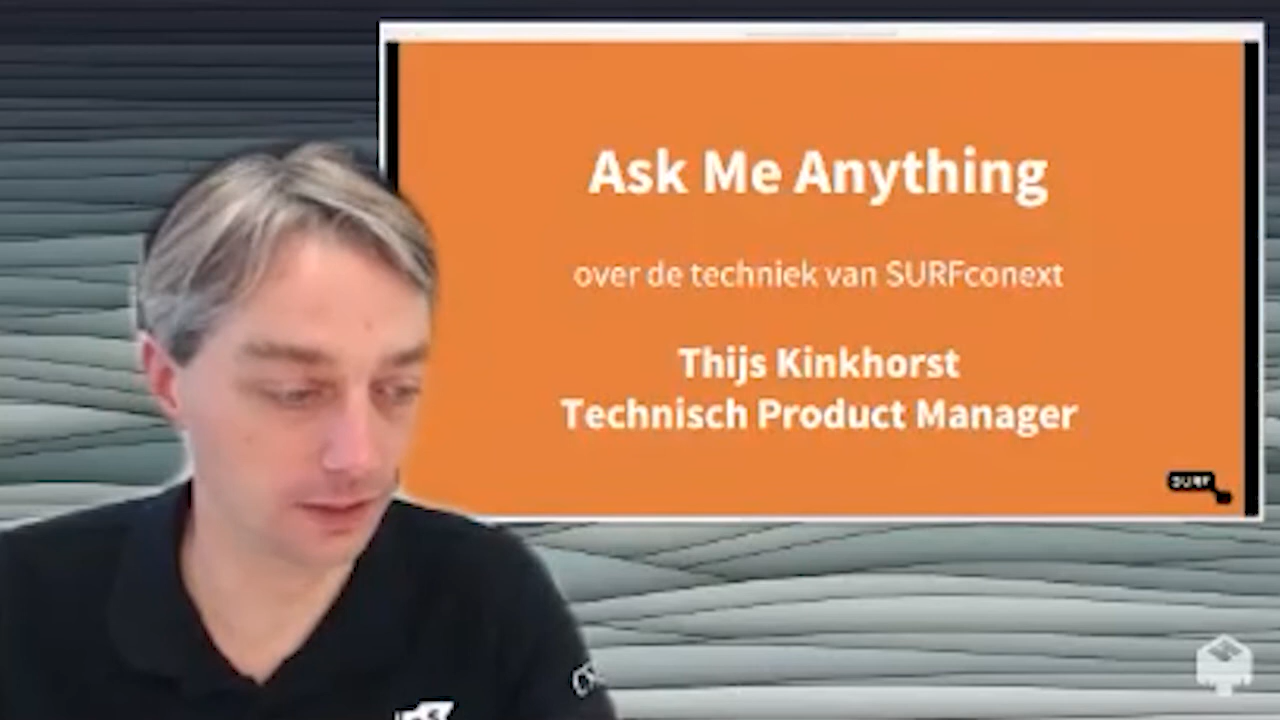 Ask Me Anything
over de techniek van SURFconext
Thijs Kinkhorst
Technisch Product Manager
SURF